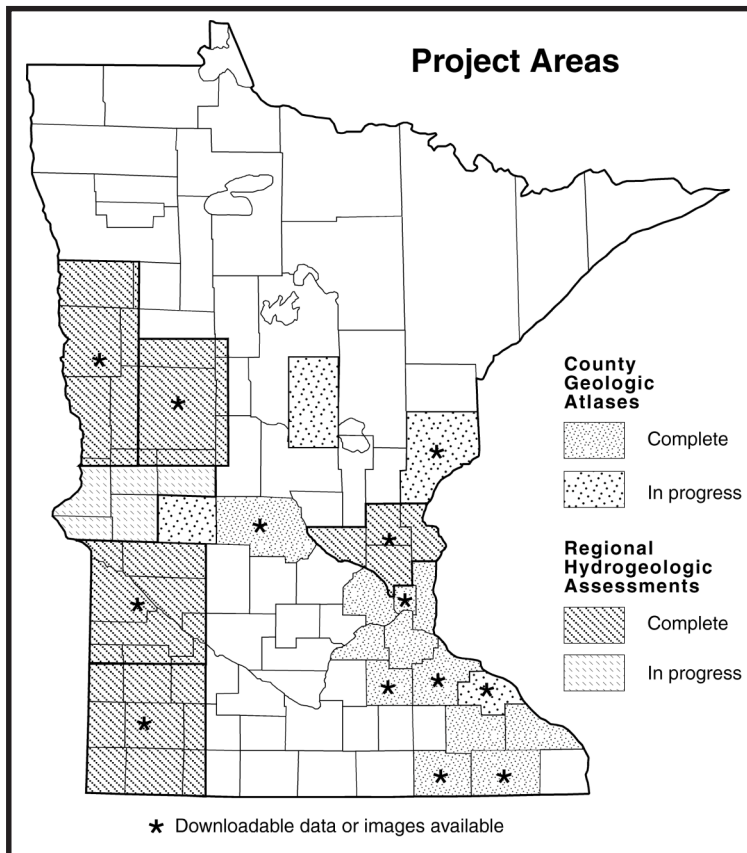 Project Areas
County
Geologic
Atlases
Complete
In progress
Regional
Hydrogeologic
Assessments
Complete
In progress
* Downloadable data or images available